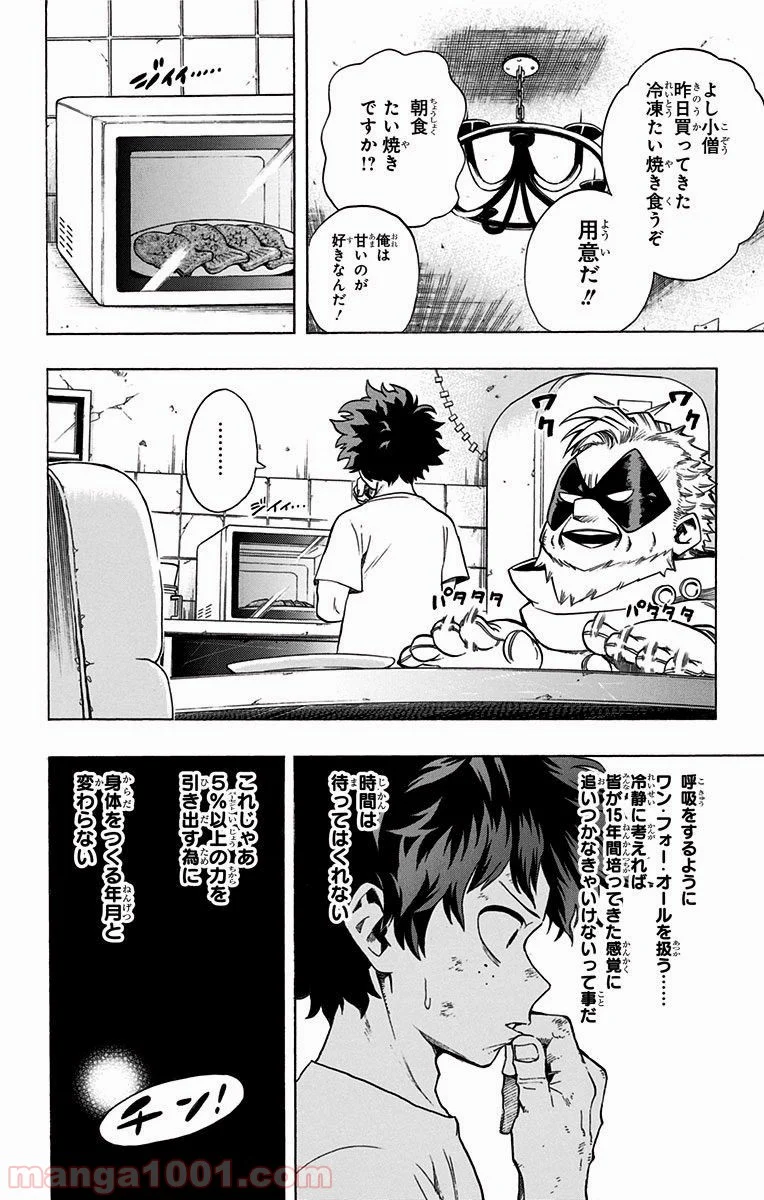 よし小僧
昨日買ってきた
冷凍たい焼き食うぞ
用意だ!!
朝食
たい焼き
ですか!?
俺は
甘いのが
好きなんだ!
ジイィ……
ワク
ワク
………
ジイィ……
パタタタ
パタタタ
呼吸をするように
ワン・フォー・オールを扱う……
冷静に考えれば
皆が15年間培ってきた感覚に
追いつかなきゃいけないって事だ
時間は
待ってはくれない
これじゃあ
5%以上の力を
引き出す為に
身体をつくる年月と
変わらない
チン!
manga1001.com